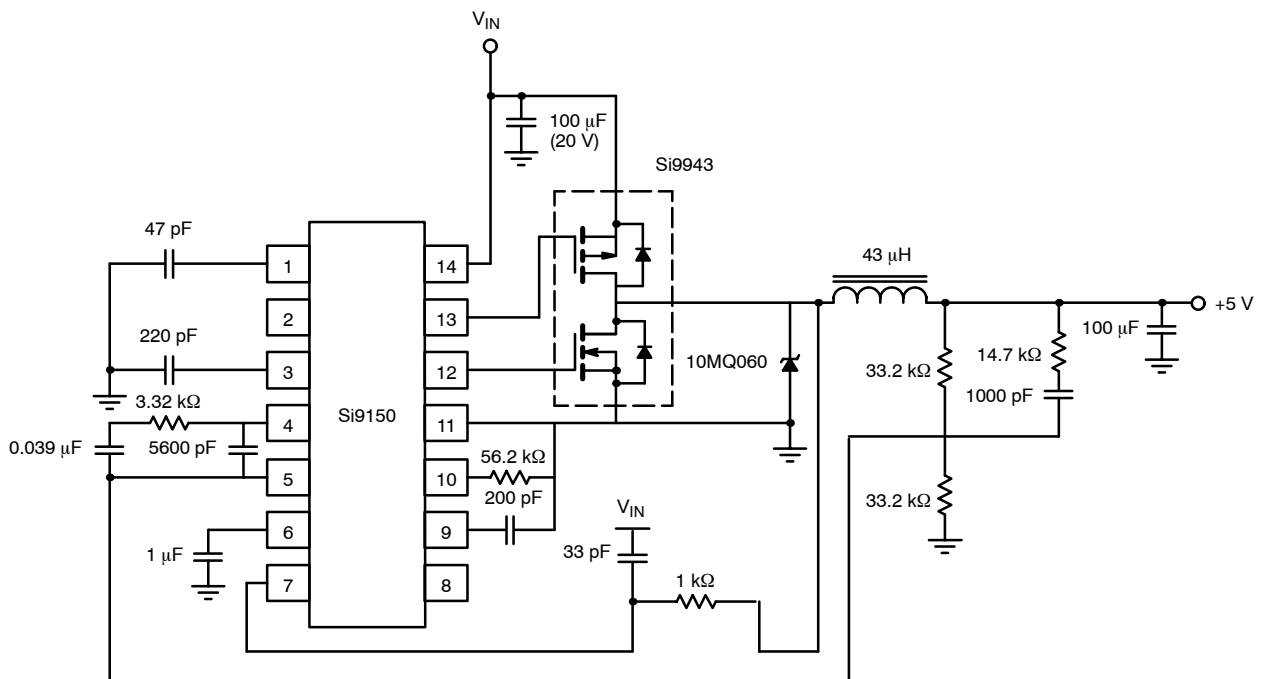 VIN
100 μF
(20 V)
Si9943
47 pF
1
14
43 μH
2
13
+5 V
220 pF
100 μF
14.7 kΩ
3
12
10MQ060
33.2 kΩ
1000 pF
3.32 kΩ
Si9150
4
11
0.039 μF
5600 pF
56.2 kΩ
5
10
200 pF
33.2 kΩ
VIN
6
9
1 μF
33 pF
7
8
1 kΩ